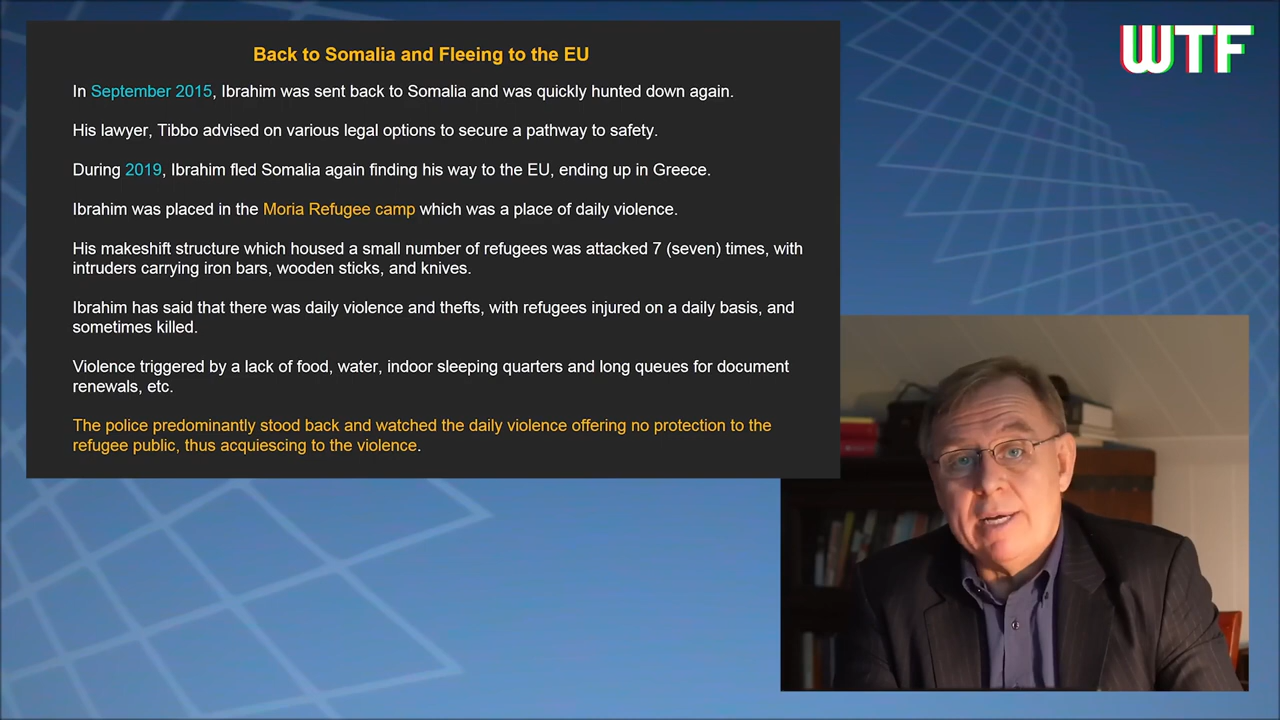 WTF
Back to Somalia and Fleeing to the EU
In September 2015, Ibrahim was sent back to Somalia and was quickly hunted down again.
His lawyer, Tibbo advised on various legal options to secure a pathway to safety.
During 2019, Ibrahim fled Somalia again finding his way to the EU, ending up in Greece.
Ibrahim was placed in the Moria Refugee camp which was a place of daily violence.
His makeshift structure which housed a small number of refugees was attacked 7 (seven) times, with
intruders carrying iron bars, wooden sticks, and knives.
Ibrahim has said that there was daily violence and thefts, with refugees injured on a daily basis, and
sometimes killed.
Violence triggered by a lack of food, water, indoor sleeping quarters and long queues for document
renewals, etc.
The police predominantly stood back and watched the daily violence offering no protection to the
refugee public, thus acquiescing to the violence.